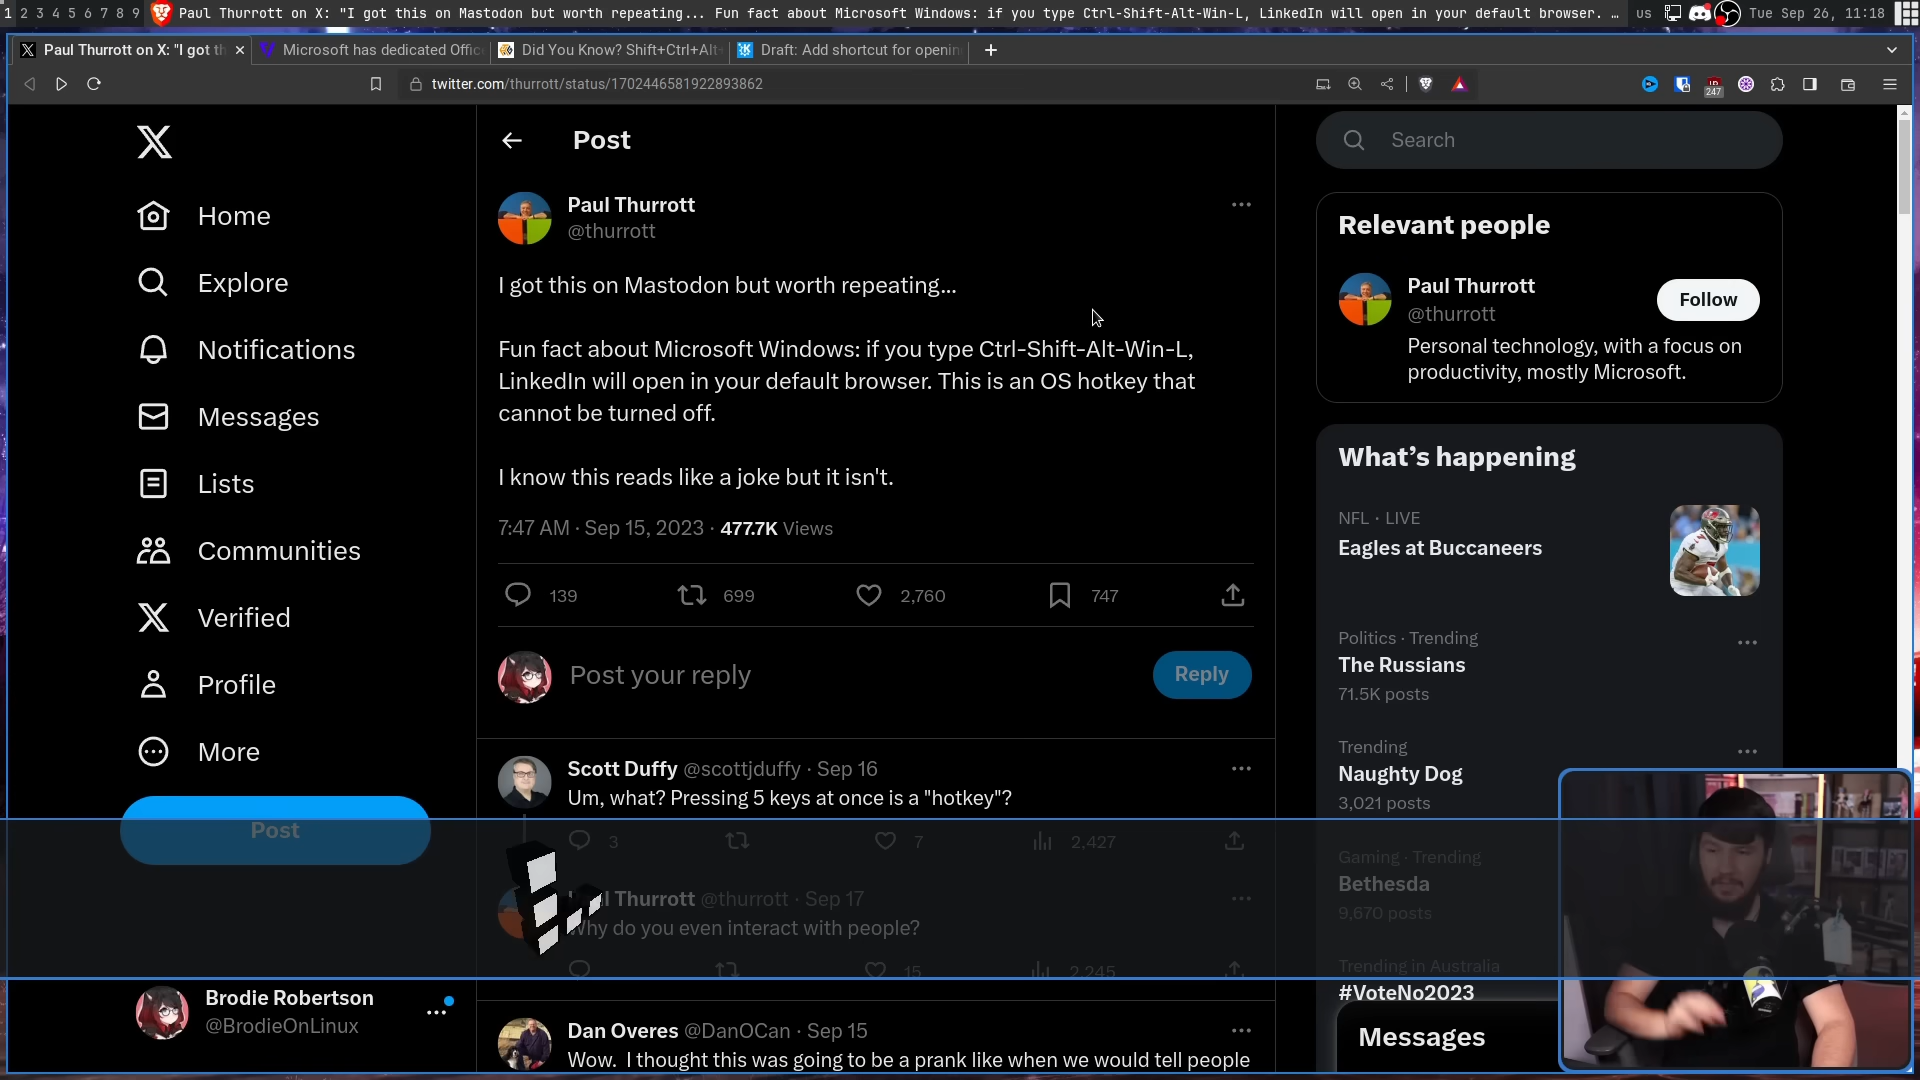 1 2 3 4 5 6 7 8 9 Paul Thurrott on X: "I got this on Mastodon but worth repeating... Fun fact about Microsoft Windows: if you type Ctrl-Shift-Alt-Win-L, LinkedIn will open in your default browser. … us Tue Sep 26, 11:18
Paul Thurrott on X: "I got th
Microsoft has dedicated Offic
Did You Know? Shift+Ctrl+Alt+
Draft: Add shortcut for openin
twitter.com/thurrott/status/1702446581922893862
247
Home
Explore
Notifications
Messages
Lists
Communities
Verified
Profile
More
Post
Brodie Robertson
@BrodieOnLinux
Post
Paul Thurrott
@thurrott
I got this on Mastodon but worth repeating...
Fun fact about Microsoft Windows: if you type Ctrl-Shift-Alt-Win-L,
LinkedIn will open in your default browser. This is an OS hotkey that
cannot be turned off.
I know this reads like a joke but it isn't.
7:47 AM · Sep 15, 2023 · 477.7K Views
139 699 2,760 747
Post your reply
Reply
Scott Duffy @scottjduffy · Sep 16
Um, what? Pressing 5 keys at once is a "hotkey"?
3 7 2,427
Thurrott @thurrott · Sep 17
Why do you even interact with people?
15 2,245
Dan Overes @DanOCan · Sep 15
Wow. I thought this was going to be a prank like when we would tell people
Search
Relevant people
Paul Thurrott
@thurrott
Follow
Personal technology, with a focus on
productivity, mostly Microsoft.
What's happening
NFL · LIVE
Eagles at Buccaneers
Politics · Trending
The Russians
71.5K posts
Trending
Naughty Dog
3,021 posts
Gaming · Trending
Bethesda
9,670 posts
Trending in Australia
#VoteNo2023
Messages